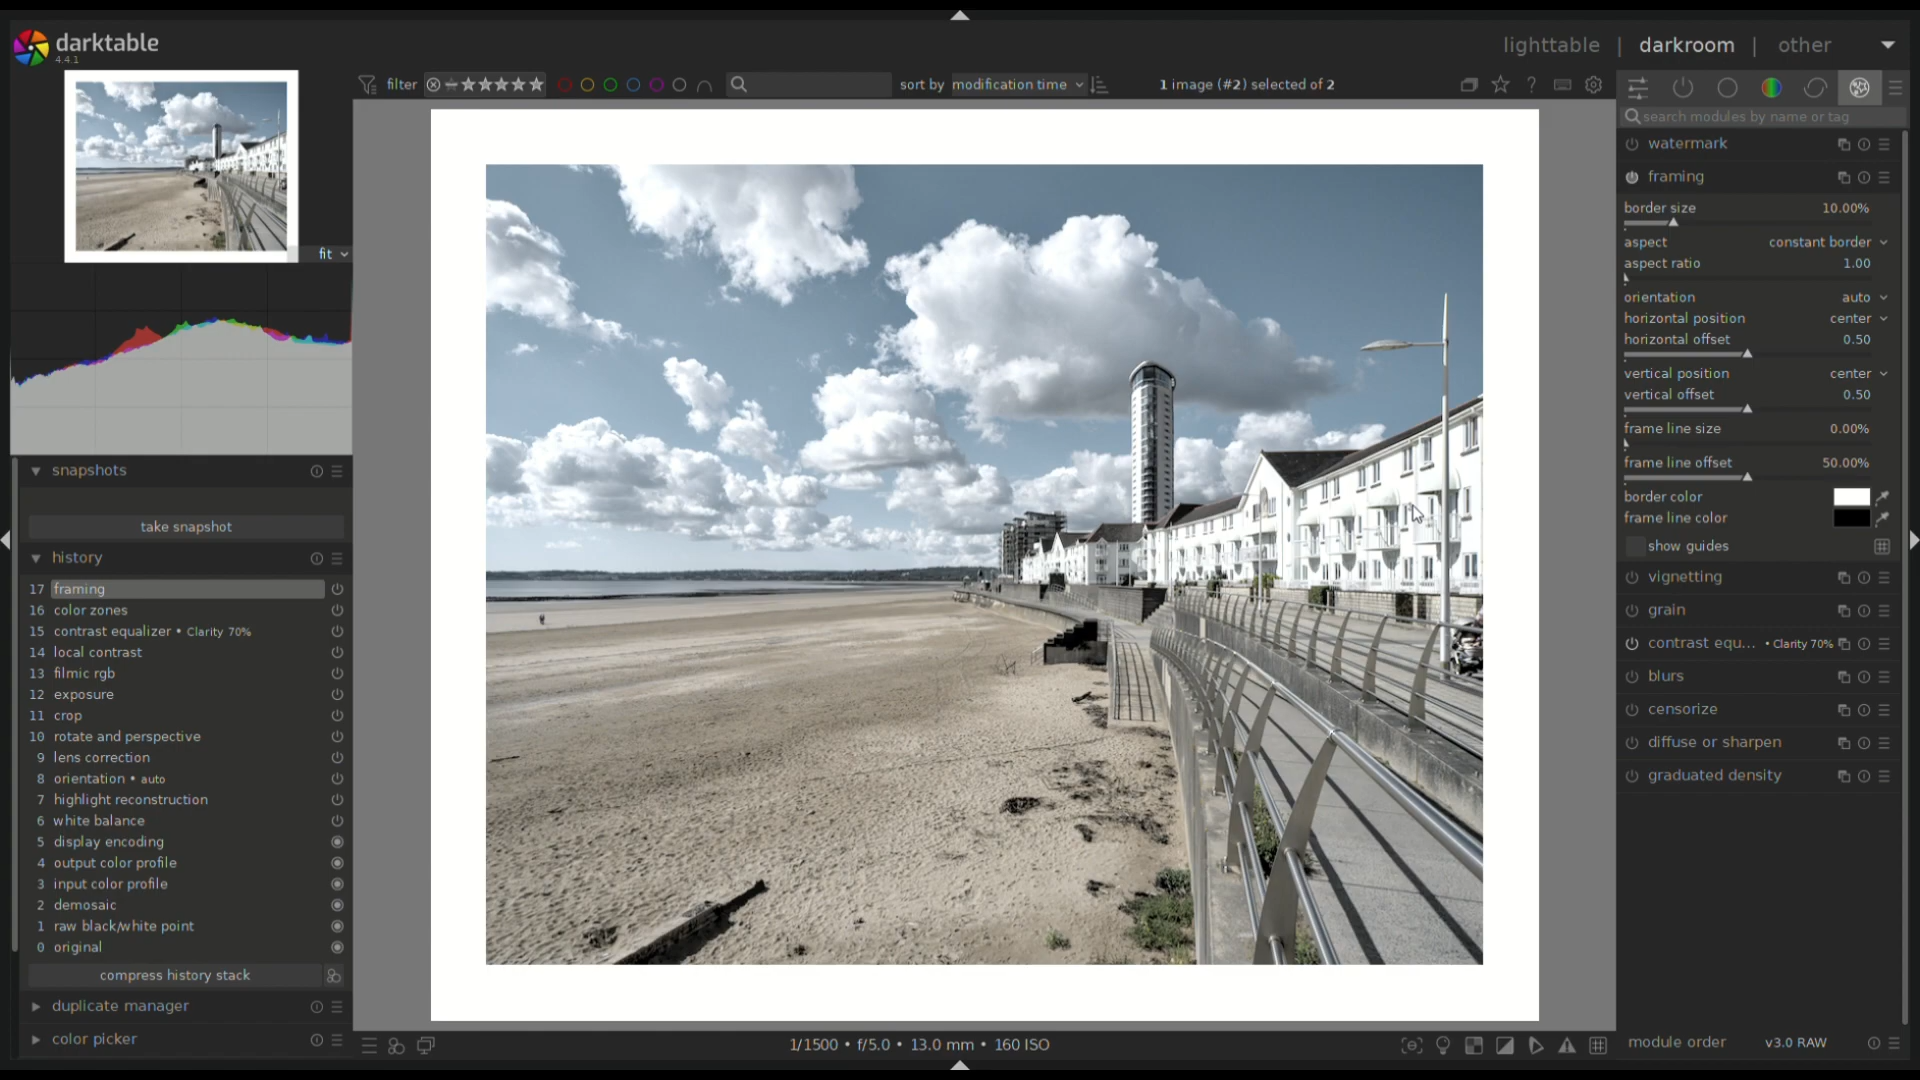 darktable
4.4.1
lighttable | darkroom | other
filter
sort by modification time
1 image (#2) selected of 2
?
fit
snapshots
take snapshot
history
17 framing
16 color zones
15 contrast equalizer • Clarity 70%
14 local contrast
13 filmic rgb
12 exposure
11 crop
10 rotate and perspective
9 lens correction
8 orientation • auto
7 highlight reconstruction
6 white balance
5 display encoding
4 output color profile
3 input color profile
2 demosaic
1 raw black/white point
0 original
compress history stack
duplicate manager
color picker
1/1500 • f/5.0 • 13.0 mm • 160 ISO
search modules by name or tag
watermark
framing
border size 10.00%
aspect constant border
aspect ratio 1.00
orientation auto
horizontal position center
horizontal offset 0.50
vertical position center
vertical offset 0.50
frame line size 0.00%
frame line offset 50.00%
border color
frame line color
show guides
vignetting
grain
contrast equ... • Clarity 70%
blurs
censorize
diffuse or sharpen
graduated density
module order v3.0 RAW